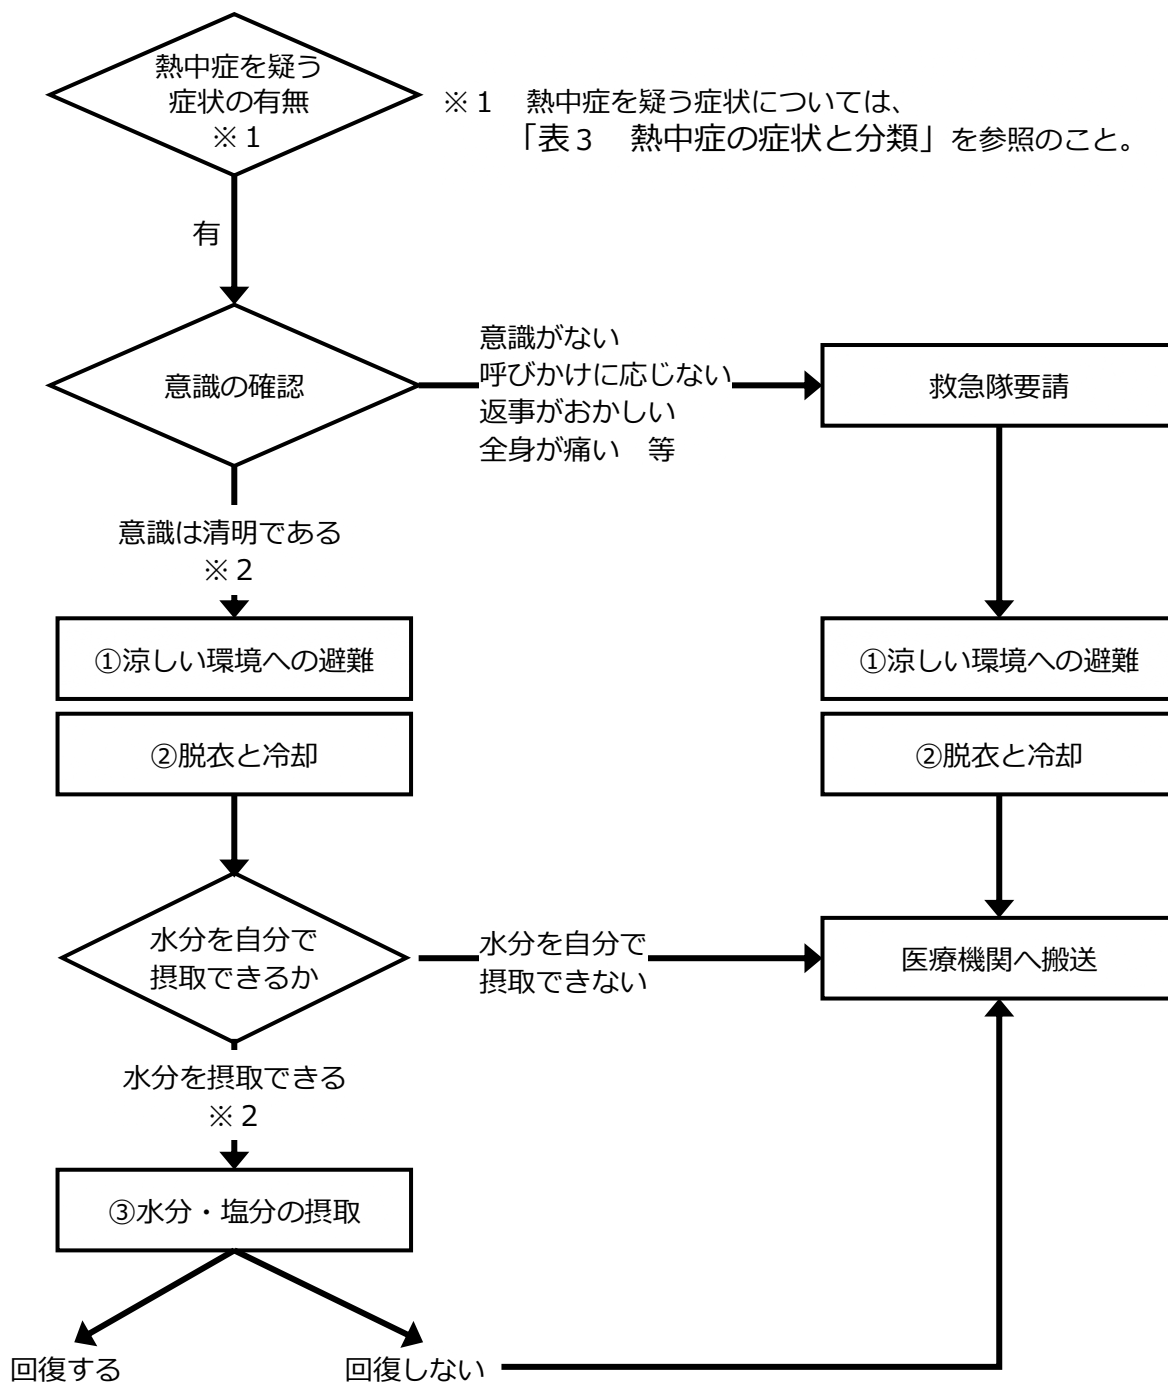 熱中症を疑う
症状の有無
※１
※１　熱中症を疑う症状については、
「表３　熱中症の症状と分類」を参照のこと。
有
意識の確認
意識がない
呼びかけに応じない
返事がおかしい
全身が痛い　等
救急隊要請
意識は清明である
※２
①涼しい環境への避難
①涼しい環境への避難
②脱衣と冷却
②脱衣と冷却
水分を自分で
摂取できるか
水分を自分で
摂取できない
医療機関へ搬送
水分を摂取できる
※２
③水分・塩分の摂取
回復する
回復しない